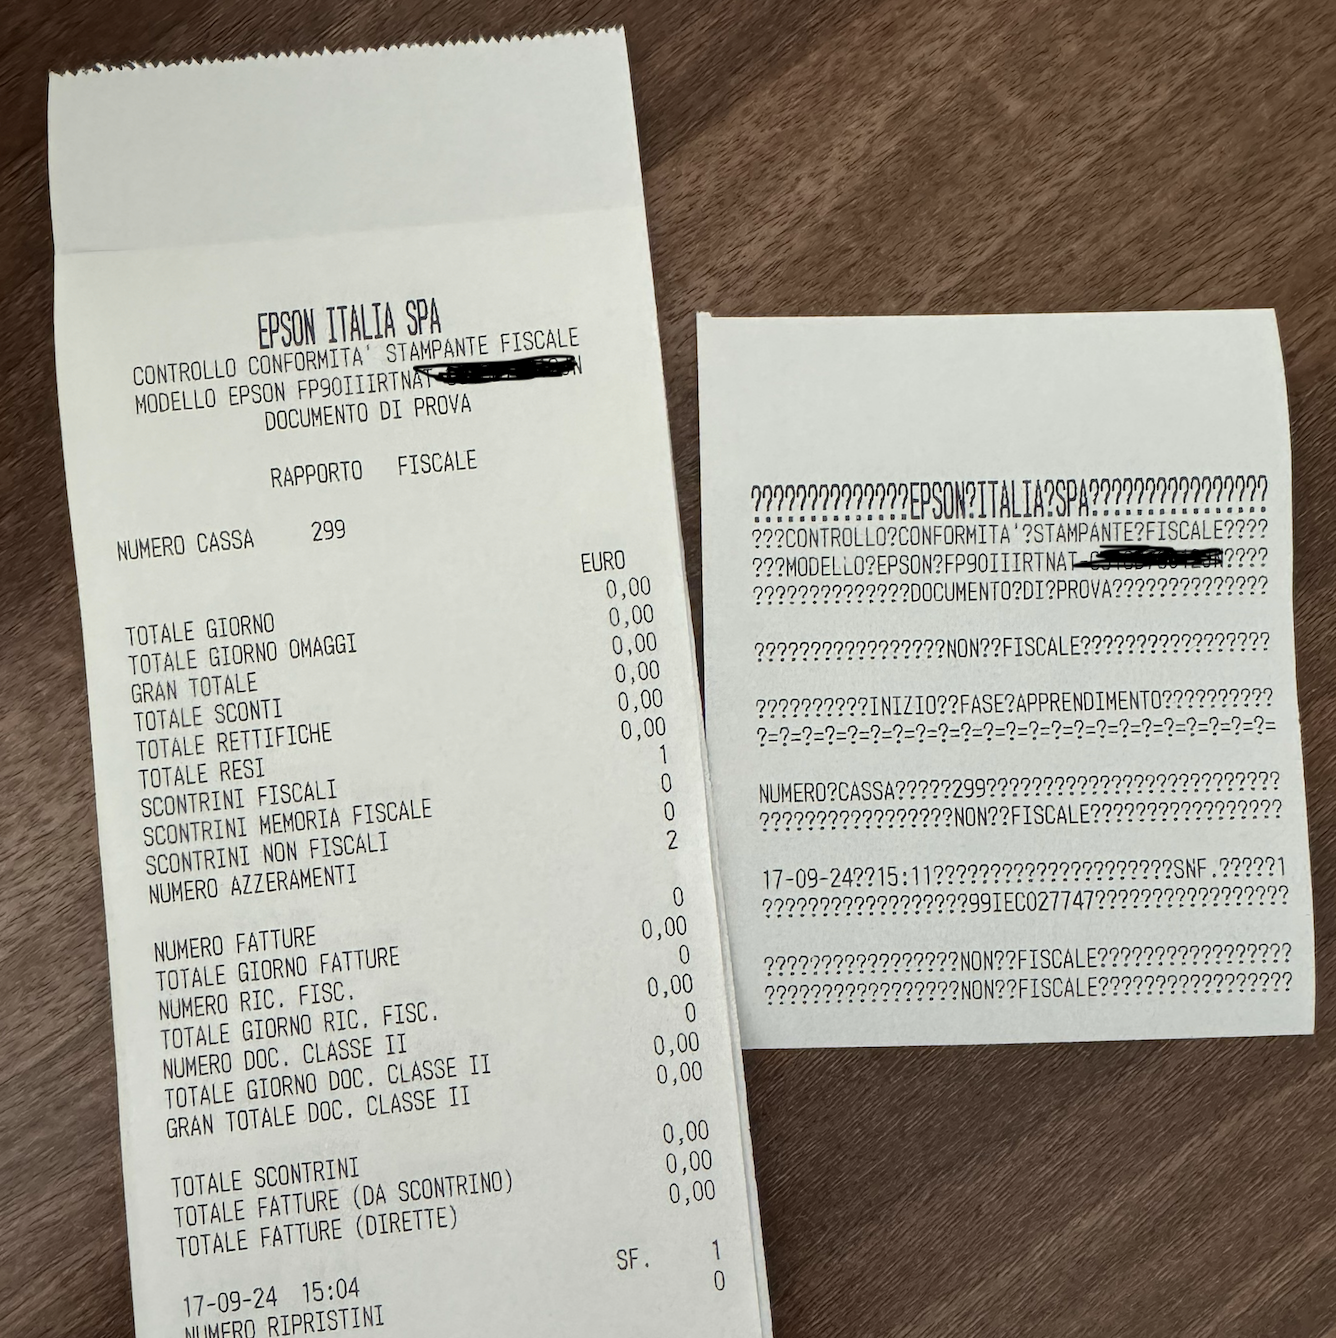 EPSON ITALIA SPA
CONTROLLO CONFORMITA' STAMPANTE FISCALE
MODELLO EPSON FP90IIIRTNAT
DOCUMENTO DI PROVA
RAPPORTO FISCALE
NUMERO CASSA 299
EURO
TOTALE GIORNO 0,00
TOTALE GIORNO OMAGGI 0,00
GRAN TOTALE 0,00
TOTALE SCONTI 0,00
TOTALE RETTIFICHE 0,00
TOTALE RESI 0,00
SCONTRINI FISCALI 1
SCONTRINI MEMORIA FISCALE 0
SCONTRINI NON FISCALI 0
NUMERO AZZERAMENTI 2
NUMERO FATTURE 0
TOTALE GIORNO FATTURE 0,00
NUMERO RIC. FISC. 0
TOTALE GIORNO RIC. FISC. 0,00
NUMERO DOC. CLASSE II 0
TOTALE GIORNO DOC. CLASSE II 0,00
GRAN TOTALE DOC. CLASSE II 0,00
TOTALE SCONTRINI 0,00
TOTALE FATTURE (DA SCONTRINO) 0,00
TOTALE FATTURE (DIRETTE) 0,00
17-09-24 15:04 SF. 1
NUMERO RIPRISTINI 0
??????????????EPSON?ITALIA?SPA????????????????
???CONTROLLO?CONFORMITA'?STAMPANTE?FISCALE????
???MODELLO?EPSON?FP90IIIRTNAT ????
??????????????DOCUMENTO?DI?PROVA??????????????
?????????????????NON??FISCALE?????????????????
??????????INIZIO??FASE?APPRENDIMENTO??????????
?=?=?=?=?=?=?=?=?=?=?=?=?=?=?=?=?=?=?=?=?=?=?=
NUMERO?CASSA?????299??????????????????????????
?????????????????NON??FISCALE?????????????????
17-09-24??15:11?????????????????????SNF.?????1
??????????????????99IEC027747?????????????????
?????????????????NON??FISCALE?????????????????
?????????????????NON??FISCALE?????????????????